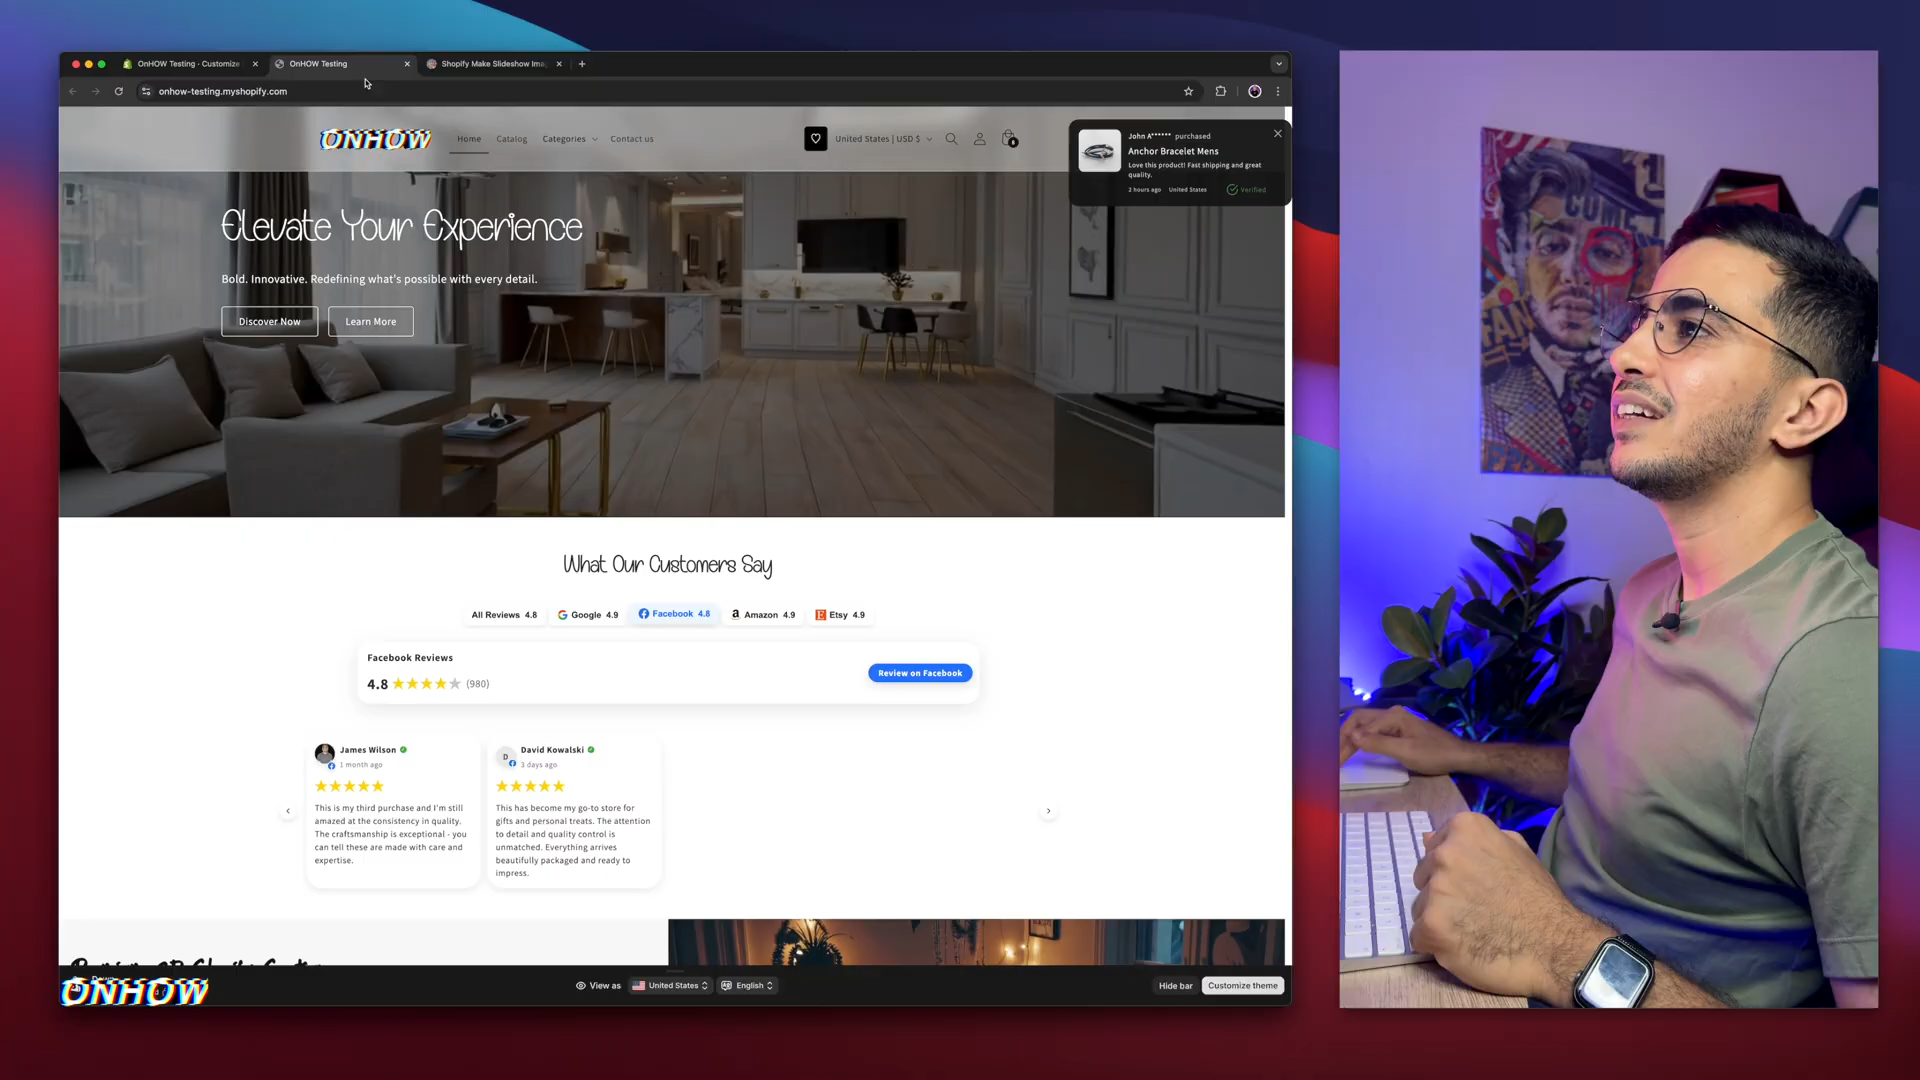 OnHOW Testing · Customize
OnHOW Testing
Shopify Make Slideshow Ima
onhow-testing.myshopify.com
ONHOW
Home
Catalog
Categories
Contact us
United States | USD $
John A****** purchased
Anchor Bracelet Mens
Love this product! Fast shipping and great
quality.
2 hours ago United States Verified
Elevate Your Experience
Bold. Innovative. Redefining what's possible with every detail.
Discover Now
Learn More
What Our Customers Say
All Reviews 4.8
Google 4.9
Facebook 4.8
Amazon 4.9
Etsy 4.9
Facebook Reviews
4.8 (980)
Review on Facebook
James Wilson
1 month ago
This is my third purchase and I'm still
amazed at the consistency in quality.
The craftsmanship is exceptional - you
can tell these are made with care and
expertise.
D
David Kowalski
3 days ago
This has become my go-to store for
gifts and personal treats. The attention
to detail and quality control is
unmatched. Everything arrives
beautifully packaged and ready to
impress.
ONHOW
View as
United States
English
Hide bar
Customize theme
COME
FAN